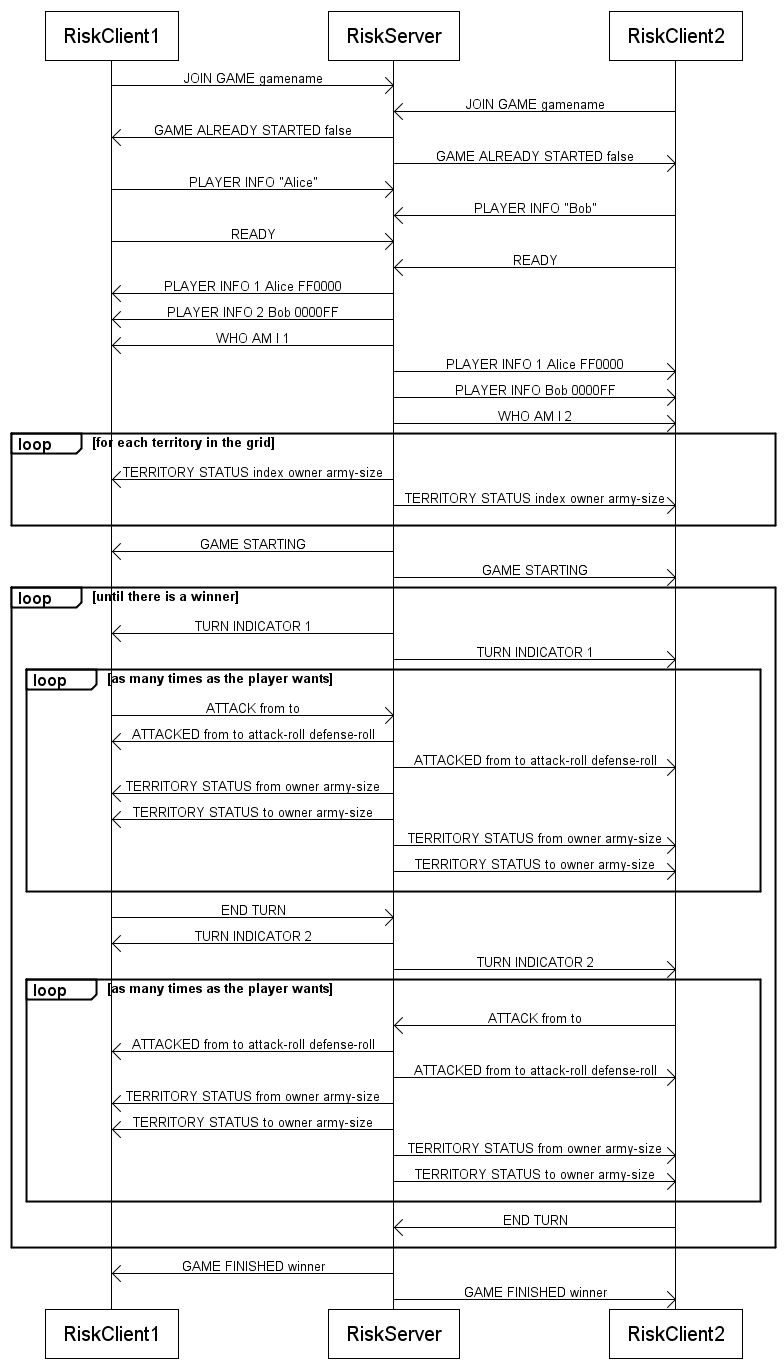 RiskClient1 RiskServer RiskClient2
JOIN GAME gamename
JOIN GAME gamename
GAME ALREADY STARTED false
GAME ALREADY STARTED false
PLAYER INFO "Alice"
PLAYER INFO "Bob"
READY
READY
PLAYER INFO 1 Alice FF0000
PLAYER INFO 2 Bob 0000FF
WHO AM I 1
PLAYER INFO 1 Alice FF0000
PLAYER INFO Bob 0000FF
WHO AM I 2
loop [for each territory in the grid]
TERRITORY STATUS index owner army-size
TERRITORY STATUS index owner army-size
GAME STARTING
GAME STARTING
loop [until there is a winner]
TURN INDICATOR 1
TURN INDICATOR 1
loop [as many times as the player wants]
ATTACK from to
ATTACKED from to attack-roll defense-roll
ATTACKED from to attack-roll defense-roll
TERRITORY STATUS from owner army-size
TERRITORY STATUS to owner army-size
TERRITORY STATUS from owner army-size
TERRITORY STATUS to owner army-size
END TURN
TURN INDICATOR 2
TURN INDICATOR 2
loop [as many times as the player wants]
ATTACK from to
ATTACKED from to attack-roll defense-roll
ATTACKED from to attack-roll defense-roll
TERRITORY STATUS from owner army-size
TERRITORY STATUS to owner army-size
TERRITORY STATUS from owner army-size
TERRITORY STATUS to owner army-size
END TURN
GAME FINISHED winner
GAME FINISHED winner
RiskClient1 RiskServer RiskClient2